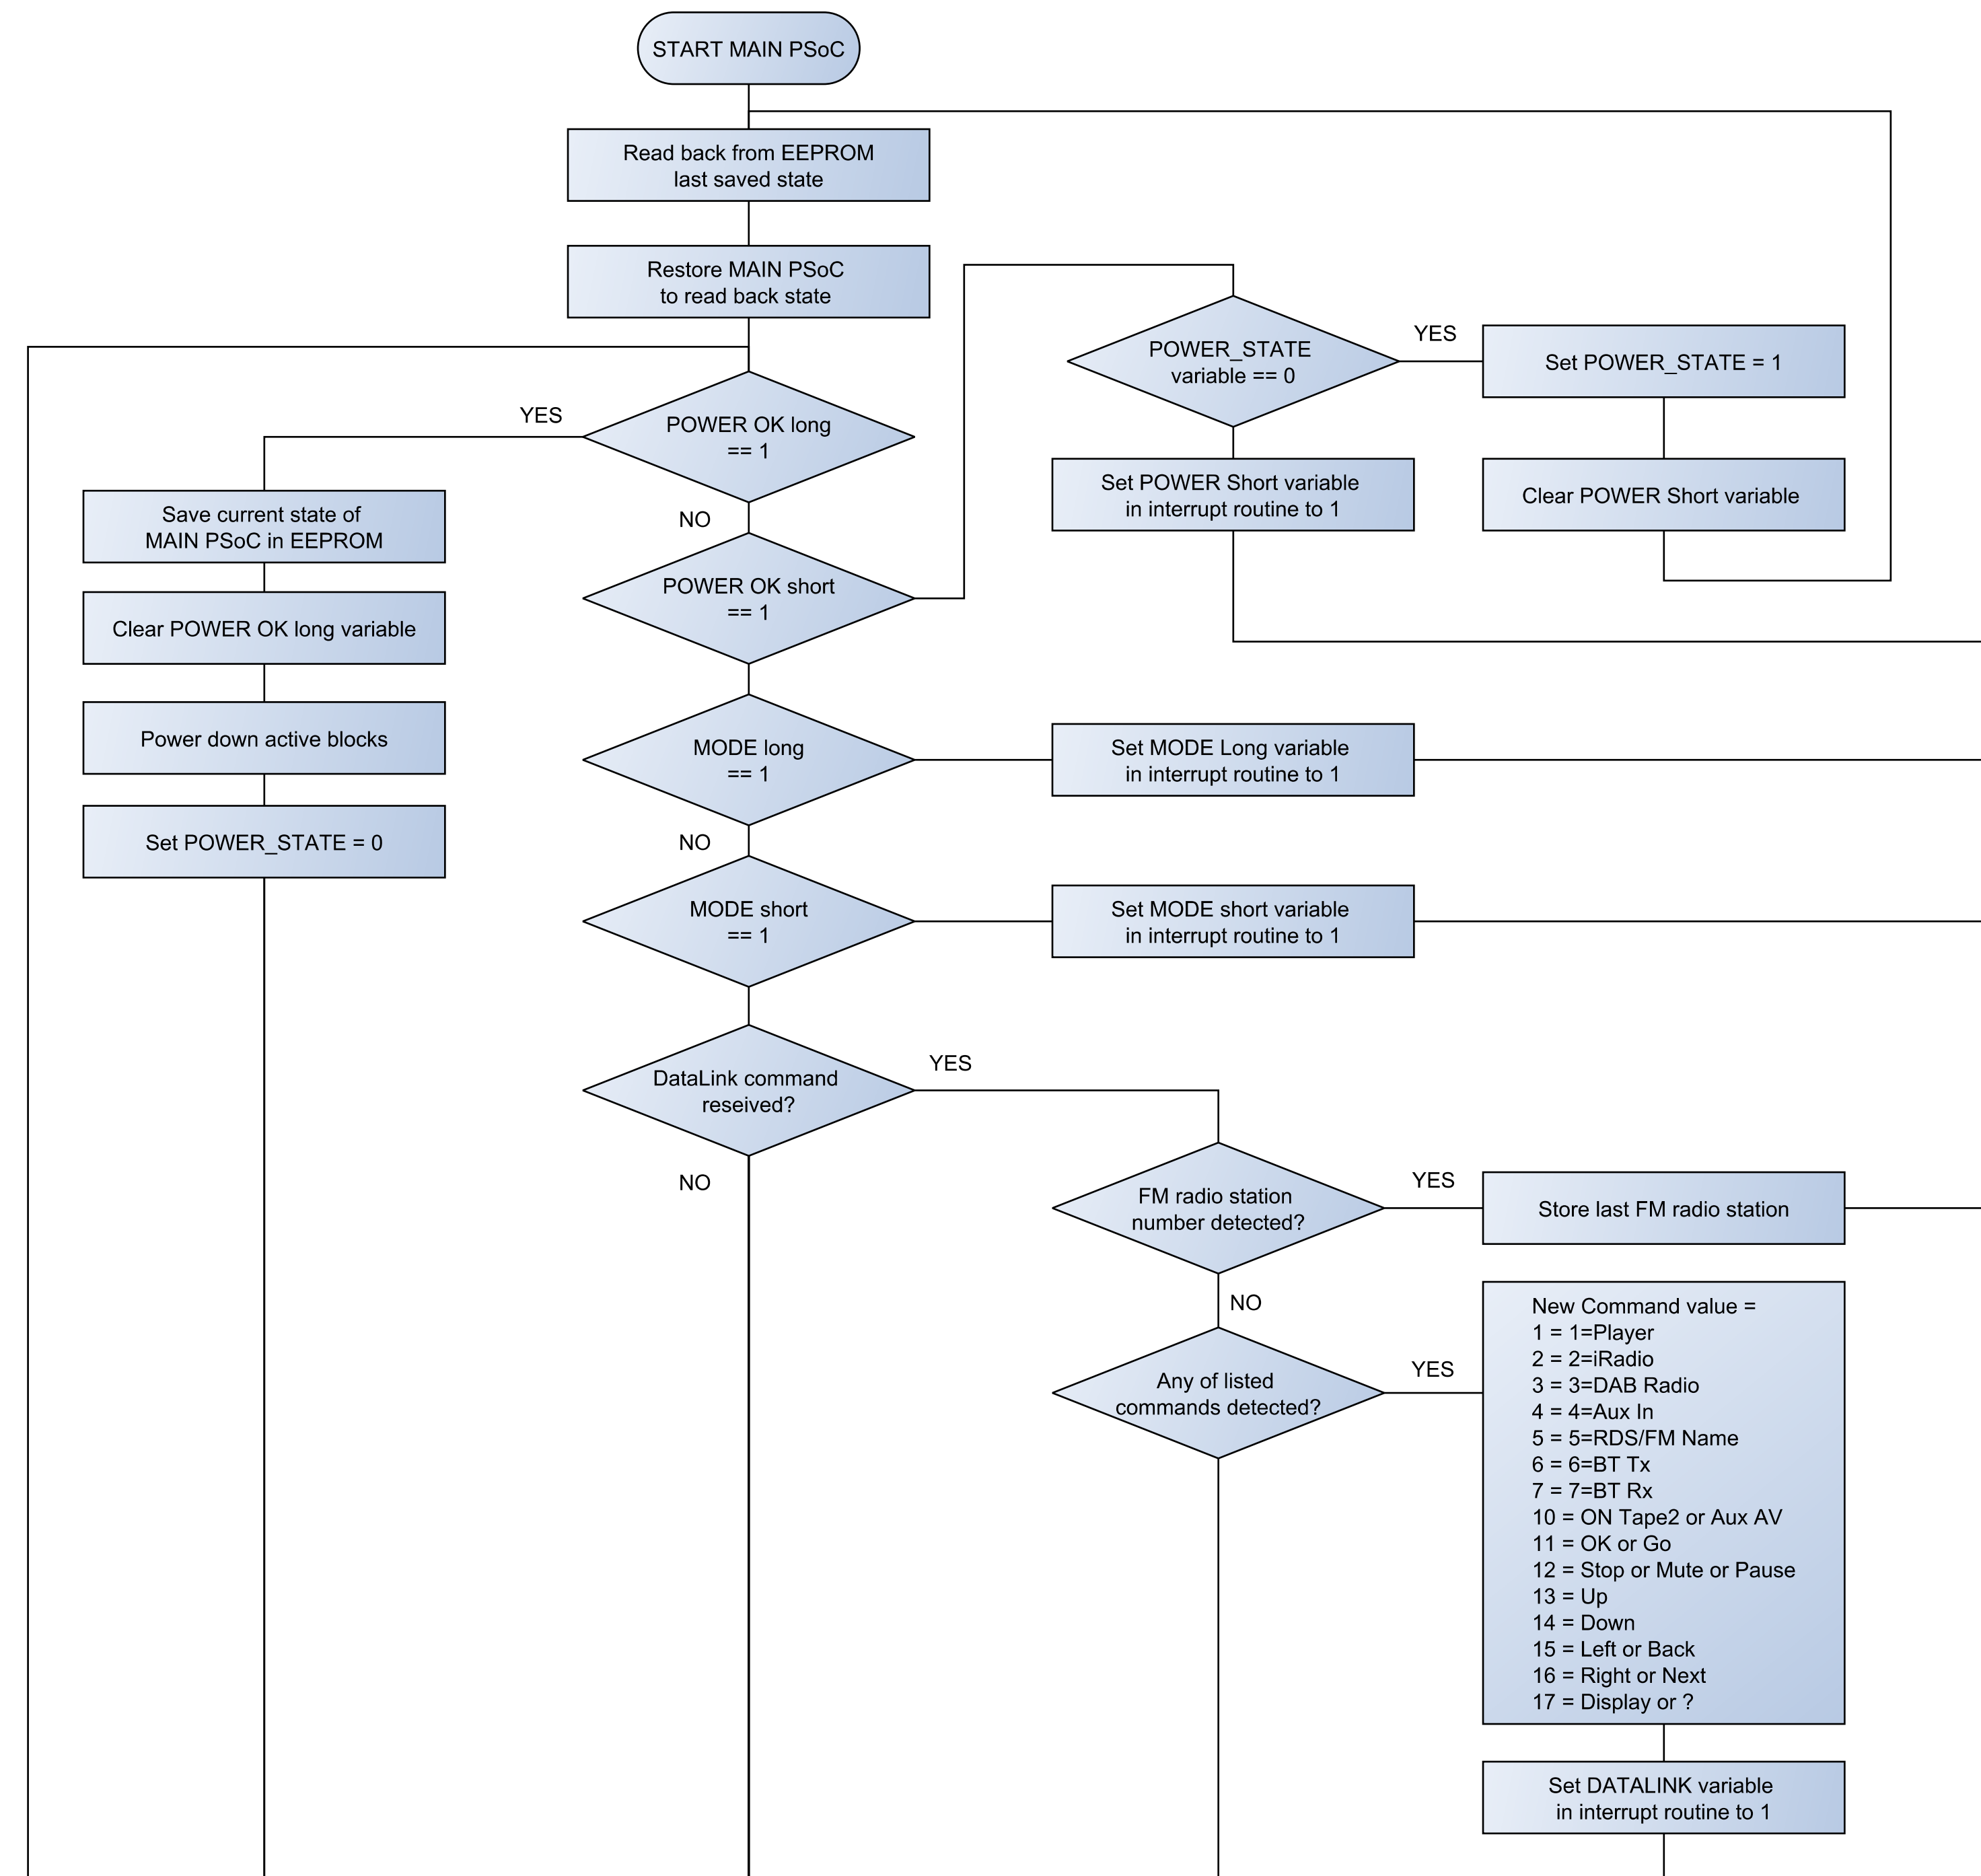 START MAIN PSoC
Read back from EEPROM
last saved state
Restore MAIN PSoC
to read back state
POWER_STATE
variable == 0
YES
Set POWER_STATE = 1
POWER OK long
== 1
YES
NO
Set POWER Short variable
in interrupt routine to 1
Clear POWER Short variable
Save current state of
MAIN PSoC in EEPROM
POWER OK short
== 1
Clear POWER OK long variable
Power down active blocks
MODE long
== 1
Set MODE Long variable
in interrupt routine to 1
NO
Set POWER_STATE = 0
MODE short
== 1
Set MODE short variable
in interrupt routine to 1
DataLink command
reseived?
YES
NO
FM radio station
number detected?
YES
Store last FM radio station
NO
Any of listed
commands detected?
YES
New Command value =
1 = 1=Player
2 = 2=iRadio
3 = 3=DAB Radio
4 = 4=Aux In
5 = 5=RDS/FM Name
6 = 6=BT Tx
7 = 7=BT Rx
10 = ON Tape2 or Aux AV
11 = OK or Go
12 = Stop or Mute or Pause
13 = Up
14 = Down
15 = Left or Back
16 = Right or Next
17 = Display or ?
Set DATALINK variable
in interrupt routine to 1